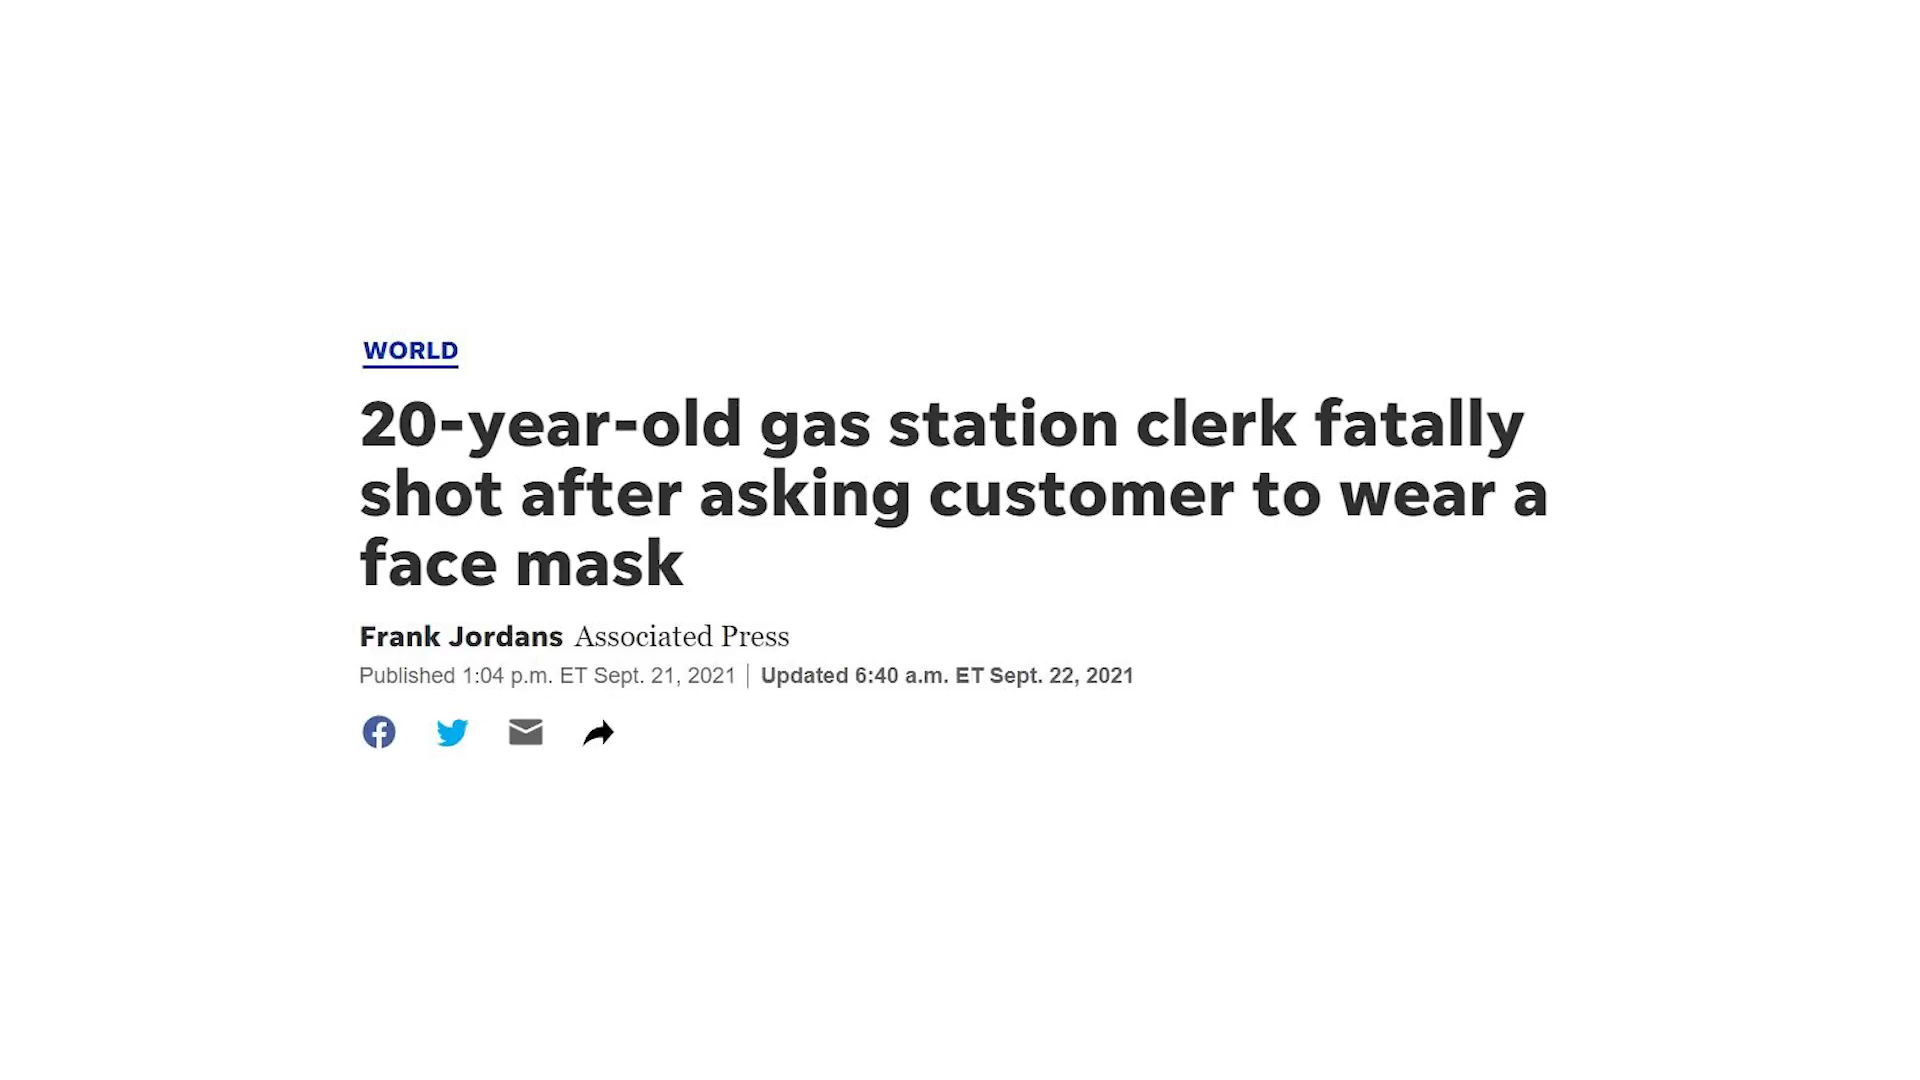 WORLD
20-year-old gas station clerk fatally
shot after asking customer to wear a
face mask
Frank Jordans Associated Press
Published 1:04 p.m. ET Sept. 21, 2021 | Updated 6:40 a.m. ET Sept. 22, 2021